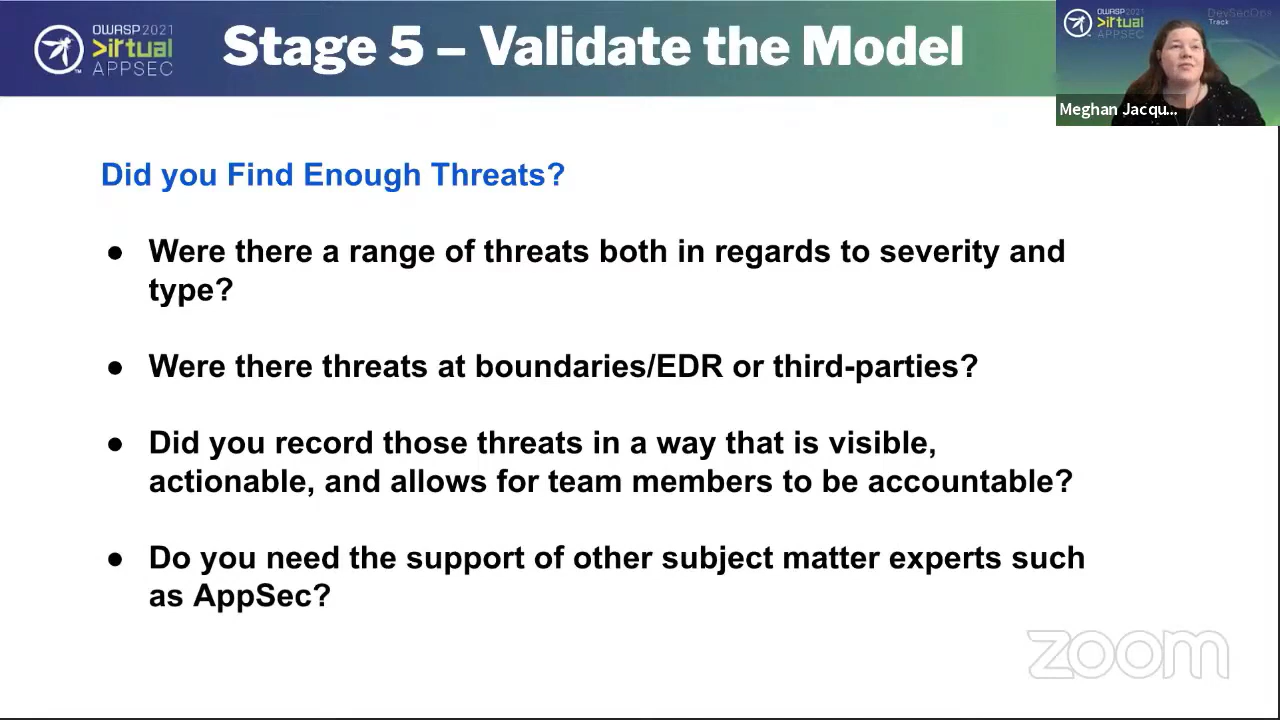 OWASP 2021
>irtual
APPSEC
Stage 5 – Validate the Model
OWASP 2021
>irtual
APPSEC
DevSecOps
Track
Meghan Jacqu...
Did you Find Enough Threats?
● Were there a range of threats both in regards to severity and
type?
● Were there threats at boundaries/EDR or third-parties?
● Did you record those threats in a way that is visible,
actionable, and allows for team members to be accountable?
● Do you need the support of other subject matter experts such
as AppSec?
zoom